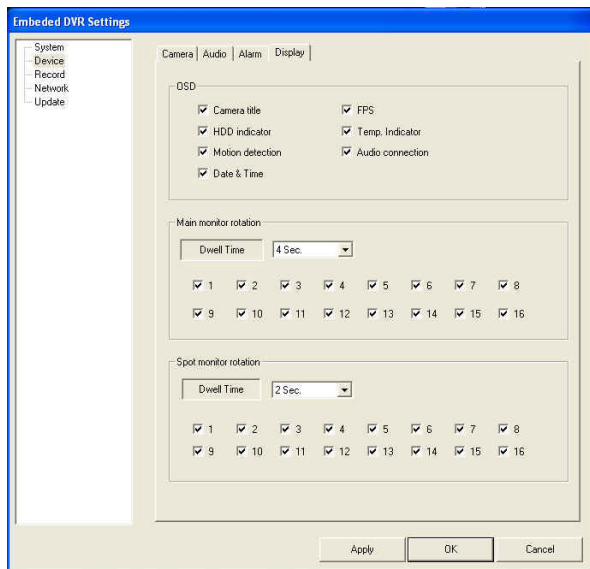 Embeded DVR Settings
System
Device
Record
Network
Update
Camera Audio Alarm Display
OSD
Camera title FPS
HDD indicator Temp. Indicator
Motion detection Audio connection
Date & Time
Main monitor rotation
Dwell Time 4 Sec.
1 2 3 4 5 6 7 8
9 10 11 12 13 14 15 16
Spot monitor rotation
Dwell Time 2 Sec.
1 2 3 4 5 6 7 8
9 10 11 12 13 14 15 16
Apply OK Cancel